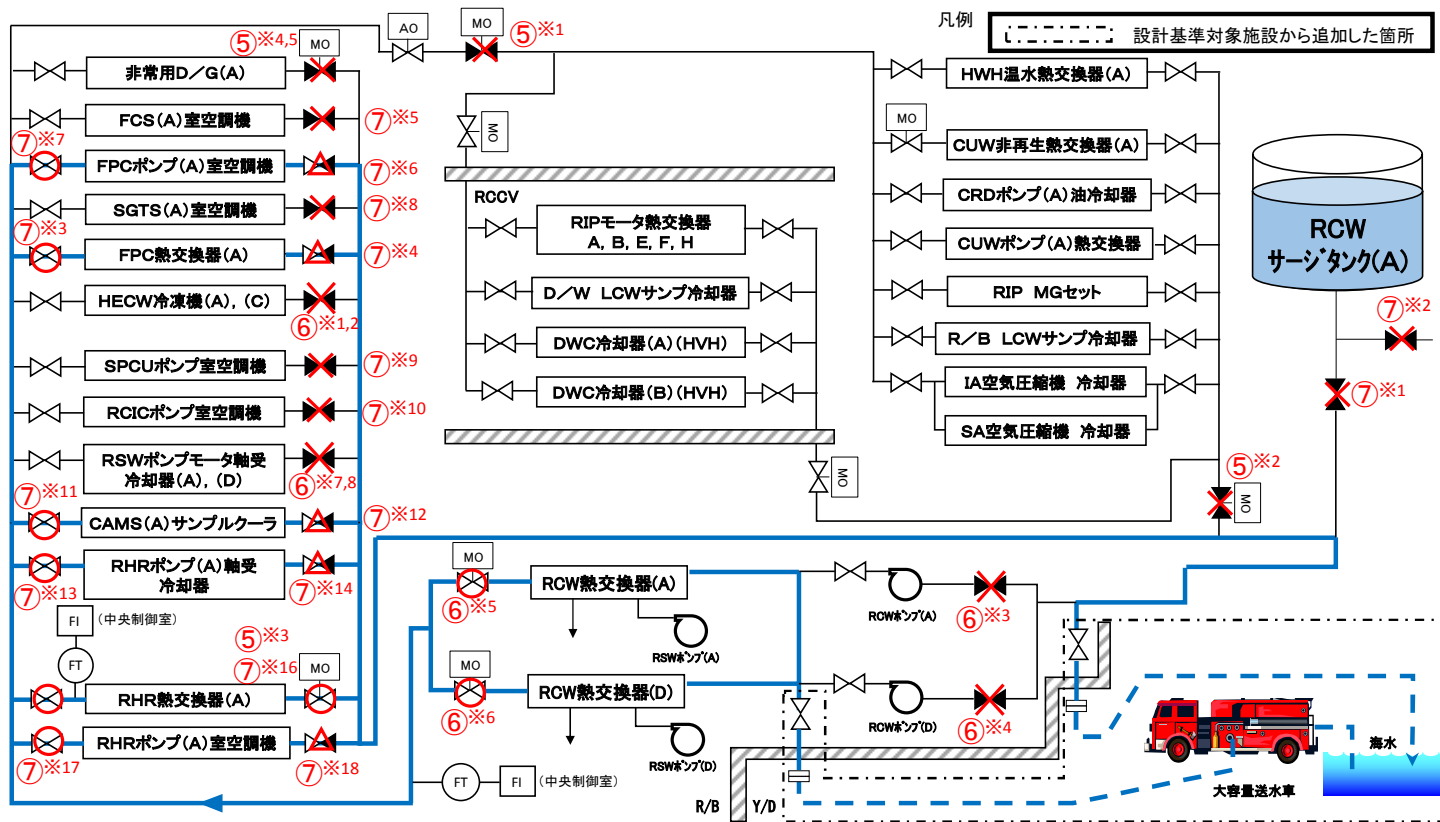 凡例
設計基準対象施設から追加した箇所
AO
MO
⑤※1
⑤※4,5
MO
非常用D/G(A)
FCS(A)室空調機
⑦※5
⑦※7
FPCポンプ(A)室空調機
⑦※6
SGTS(A)室空調機
⑦※8
⑦※3
FPC熱交換器(A)
⑦※4
HECW冷凍機(A), (C)
⑥※1,2
SPCUポンプ室空調機
⑦※9
RCICポンプ室空調機
⑦※10
RSWポンプモータ軸受
冷却器(A), (D)
⑥※7,8
⑦※11
CAMS(A)サンプルクーラ
⑦※12
RHRポンプ(A)軸受
冷却器
⑦※13
⑦※14
FI
(中央制御室)
FT
⑤※3
⑦※16
MO
RHR熱交換器(A)
RHRポンプ(A)室空調機
⑦※17
⑦※18
MO
RCCV
RIPモータ熱交換器
A, B, E, F, H
D/W LCWサンプ冷却器
DWC冷却器(A)(HVH)
DWC冷却器(B)(HVH)
MO
HWH温水熱交換器(A)
MO
CUW非再生熱交換器(A)
CRDポンプ(A)油冷却器
CUWポンプ(A)熱交換器
RIP MGセット
R/B LCWサンプ冷却器
IA空気圧縮機 冷却器
SA空気圧縮機 冷却器
⑤※2
MO
RCW
サージタンク(A)
⑦※2
⑦※1
MO
⑥※5
RCW熱交換器(A)
RSWポンプ(A)
RCWポンプ(A)
⑥※3
MO
⑥※6
RCW熱交換器(D)
RSWポンプ(D)
RCWポンプ(D)
⑥※4
FT
FI
(中央制御室)
R/B
Y/D
大容量送水車
海水